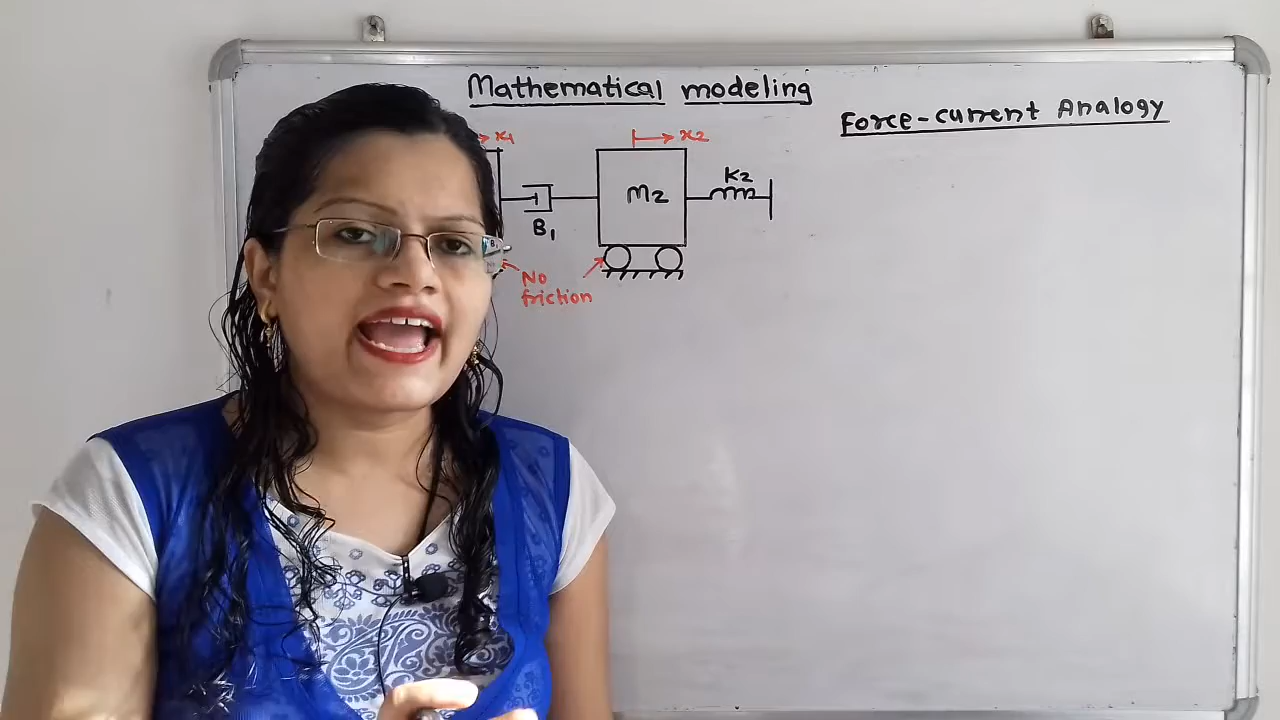 Mathematical modeling
Force-current Analogy
x1
x2
M2
K2
B1
No
friction